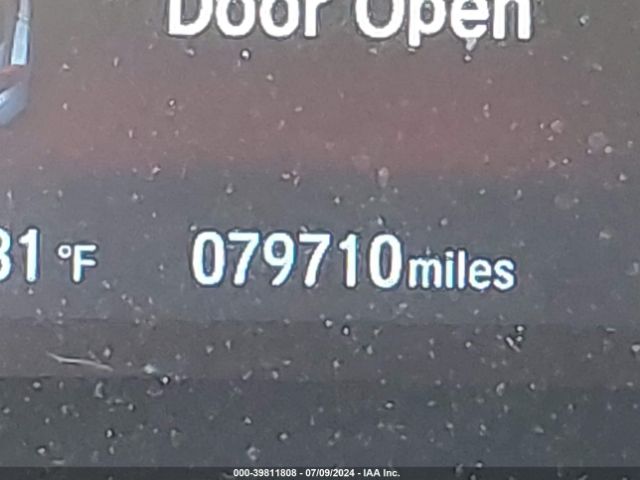 Door Open
81 °F 079710 miles
000-39811808 - 07/09/2024 - IAA Inc.